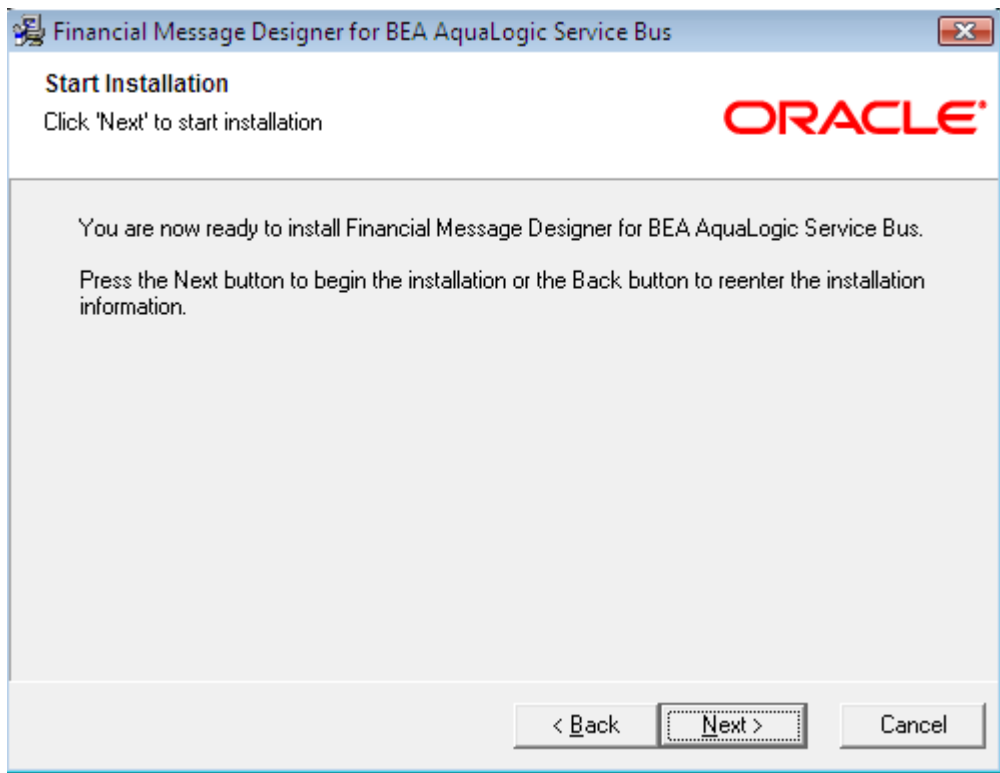 Financial Message Designer for BEA AquaLogic Service Bus
Start Installation
Click 'Next' to start installation
ORACLE
You are now ready to install Financial Message Designer for BEA AquaLogic Service Bus.
Press the Next button to begin the installation or the Back button to reenter the installation
information.
< Back
Next >
Cancel